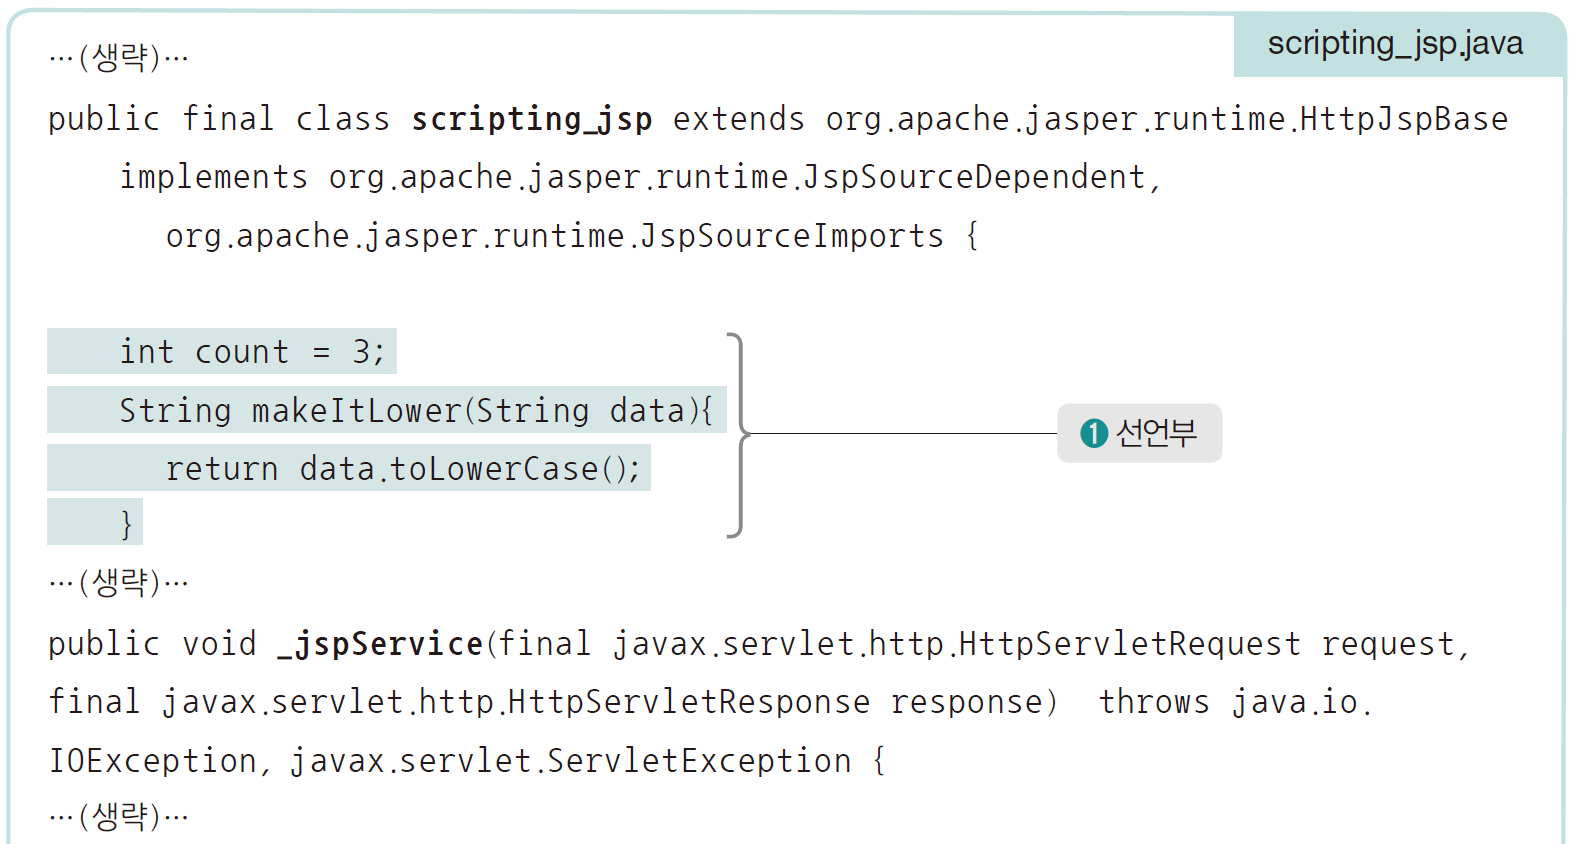 scripting_jsp.java
…(생략)…
public final class scripting_jsp extends org.apache.jasper.runtime.HttpJspBase
implements org.apache.jasper.runtime.JspSourceDependent,
org.apache.jasper.runtime.JspSourceImports {
int count = 3;
String makeItLower(String data){
return data.toLowerCase();
}
❶ 선언부
…(생략)…
public void _jspService(final javax.servlet.http.HttpServletRequest request,
final javax.servlet.http.HttpServletResponse response) throws java.io.
IOException, javax.servlet.ServletException {
…(생략)…